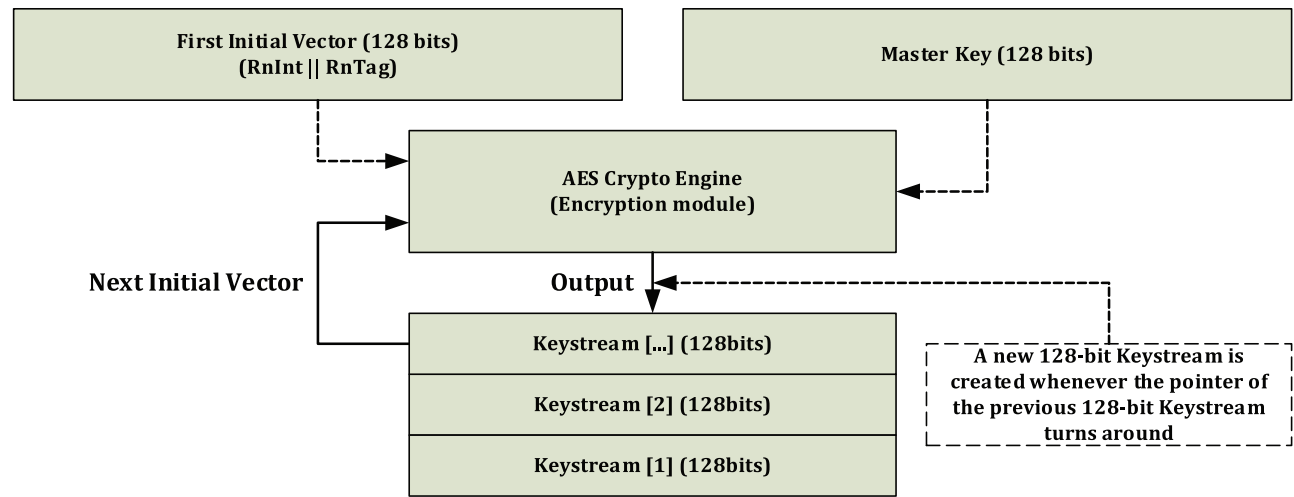 First Initial Vector (128 bits)
(RnInt || RnTag)
Master Key (128 bits)
AES Crypto Engine
(Encryption module)
Next Initial Vector
Output
Keystream [...] (128bits)
Keystream [2] (128bits)
Keystream [1] (128bits)
A new 128-bit Keystream is
created whenever the pointer of
the previous 128-bit Keystream
turns around